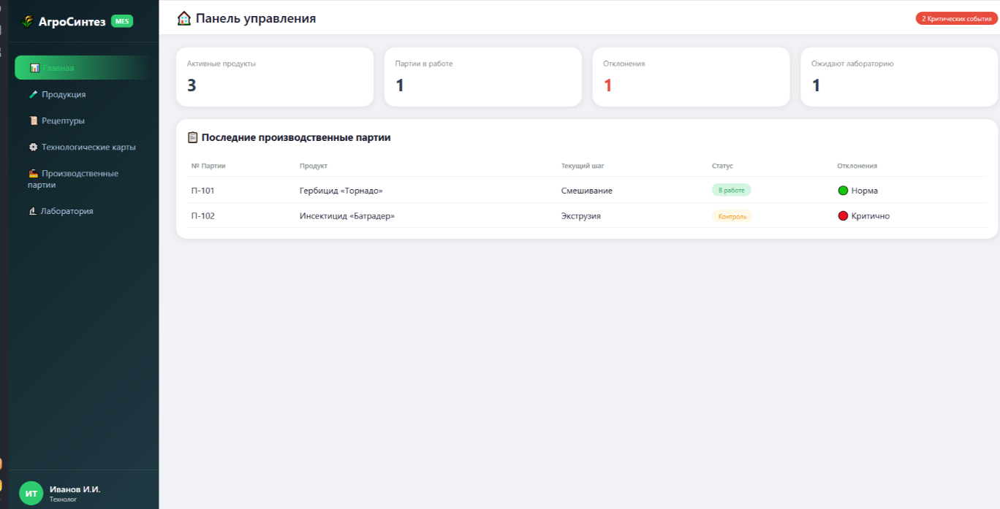 АгроСинтез MES
Главная
Продукция
Рецептуры
Технологические карты
Производственные
партии
Лаборатория
ИТ
Иванов И.И.
Технолог
Панель управления
2 Критических события
Активные продукты
3
Партии в работе
1
Отклонения
1
Ожидают лабораторию
1
Последние производственные партии
№ Партии Продукт Текущий шаг Статус Отклонения
П-101 Гербицид «Торнадо» Смешивание В работе Норма
П-102 Инсектицид «Батрадер» Экструзия Контроль Критично